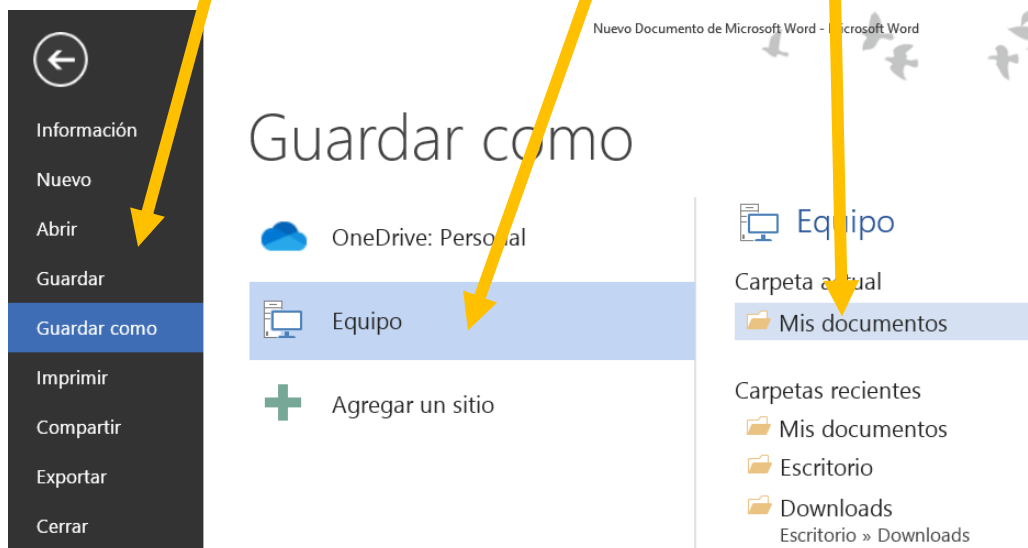 Nuevo Documento de Microsoft Word - Microsoft Word
Información
Nuevo
Abrir
Guardar
Guardar como
Imprimir
Compartir
Exportar
Cerrar
Guardar como
OneDrive: Personal
Equipo
Agregar un sitio
Equipo
Carpeta actual
Mis documentos
Carpetas recientes
Mis documentos
Escritorio
Downloads
Escritorio » Downloads